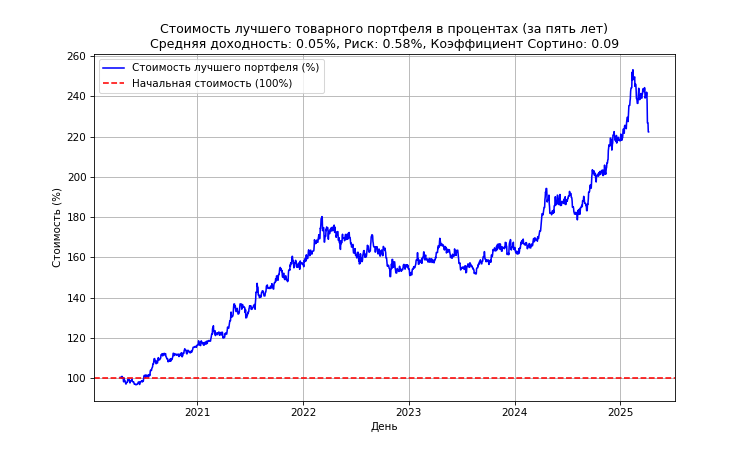 Стоимость лучшего товарного портфеля в процентах (за пять лет)
Средняя доходность: 0.05%, Риск: 0.58%, Коэффициент Сортино: 0.09
Стоимость лучшего портфеля (%)
Начальная стоимость (100%)
Стоимость (%)
260
240
220
200
180
160
140
120
100
2021
2022
2023
2024
2025
День